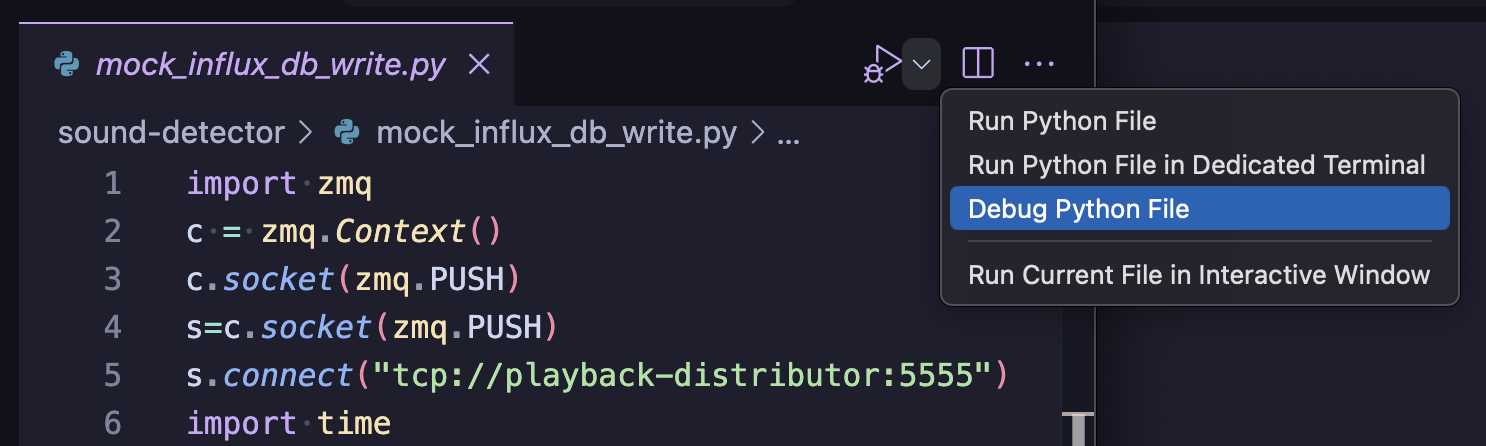 mock_influx_db_write.py
sound-detector > mock_influx_db_write.py > ...
1 import zmq
2 c = zmq.Context()
3 c.socket(zmq.PUSH)
4 s=c.socket(zmq.PUSH)
5 s.connect("tcp://playback-distributor:5555")
6 import time
Run Python File
Run Python File in Dedicated Terminal
Debug Python File
Run Current File in Interactive Window